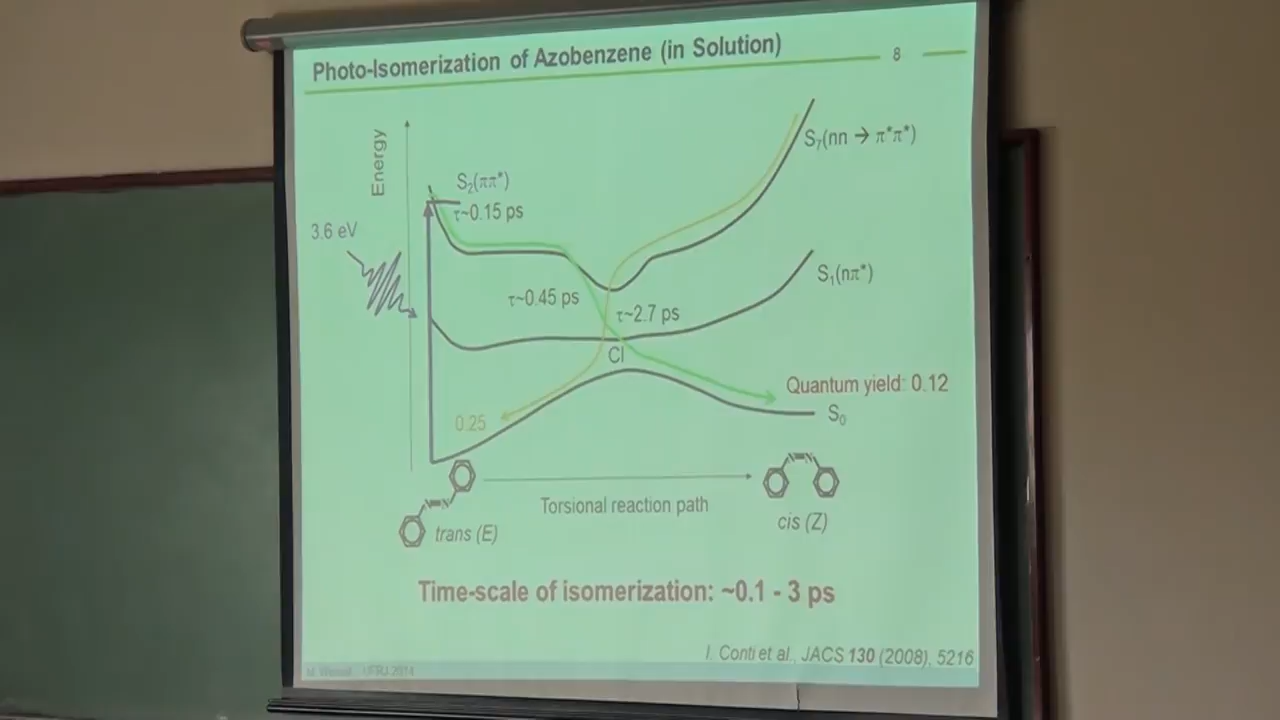 Photo-Isomerization of Azobenzene (in Solution)
8
Energy
S₂(ππ*)
τ~0.15 ps
3.6 eV
S₇(nn → π*π*)
S₁(nπ*)
τ~0.45 ps
τ~2.7 ps
CI
Quantum yield: 0.12
0.25
S₀
N=N
N=N
Torsional reaction path
trans (E)
cis (Z)
Time-scale of isomerization: ~0.1 - 3 ps
I. Conti et al., JACS 130 (2008), 5216
UFRJ 2014